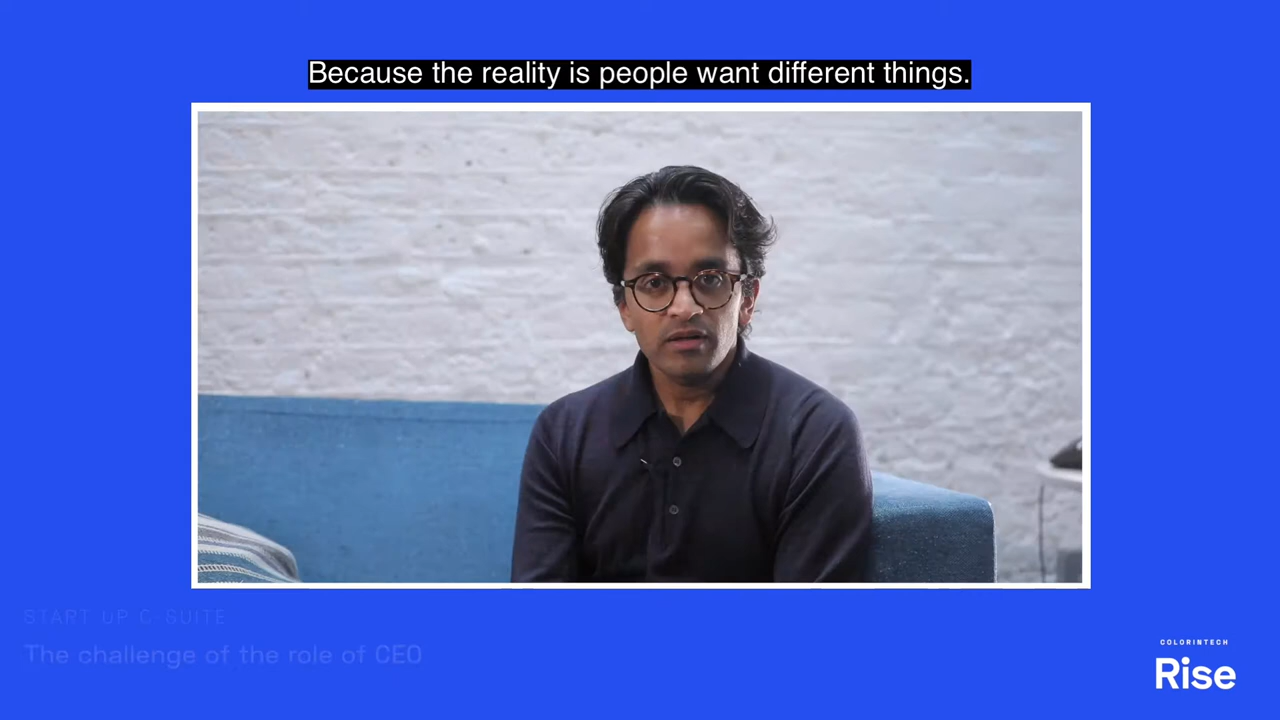 Because the reality is people want different things.
START UP C-SUITE
The challenge of the role of CEO
COLORINTECH
Rise